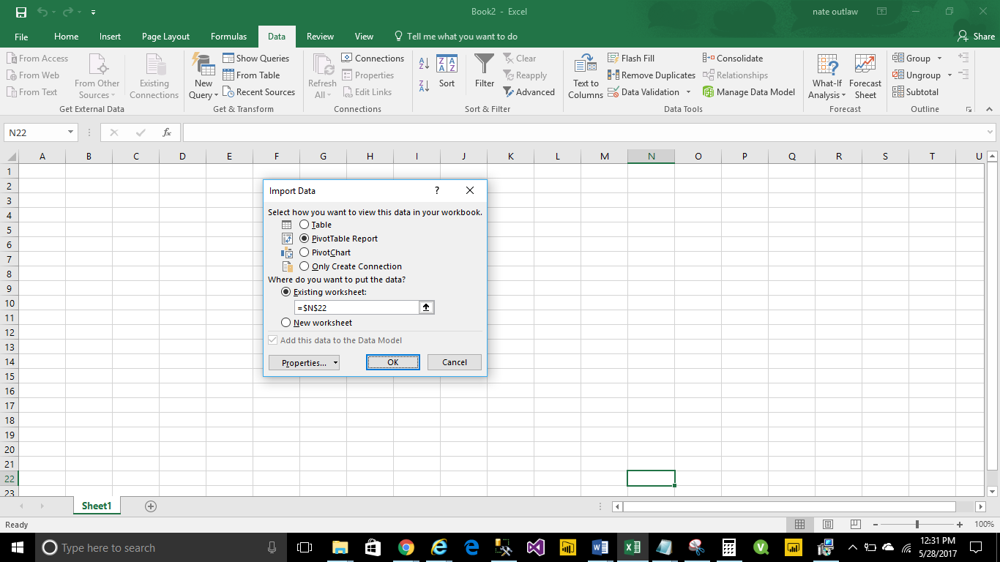 Book2 - Excel
nate outlaw
File Home Insert Page Layout Formulas Data Review View Tell me what you want to do Share
From Access
From Web
From Text
From Other Sources
Existing Connections
Get External Data
New Query
Show Queries
From Table
Recent Sources
Get & Transform
Refresh All
Connections
Properties
Edit Links
Connections
Sort
Filter
Clear
Reapply
Advanced
Sort & Filter
Text to Columns
Flash Fill
Remove Duplicates
Data Validation
Consolidate
Relationships
Manage Data Model
Data Tools
What-If Analysis
Forecast Sheet
Forecast
Group
Ungroup
Subtotal
Outline
N22
fx
A B C D E F G H I J K L M N O P Q R S T U
1
2
3
4
5
6
7
8
9
10
11
12
13
14
15
16
17
18
19
20
21
22
23
Import Data ?
Select how you want to view this data in your workbook.
Table
PivotTable Report
PivotChart
Only Create Connection
Where do you want to put the data?
Existing worksheet:
=$N$22
New worksheet
Add this data to the Data Model
Properties... OK Cancel
Sheet1
Ready
100%
Type here to search
12:31 PM
5/28/2017